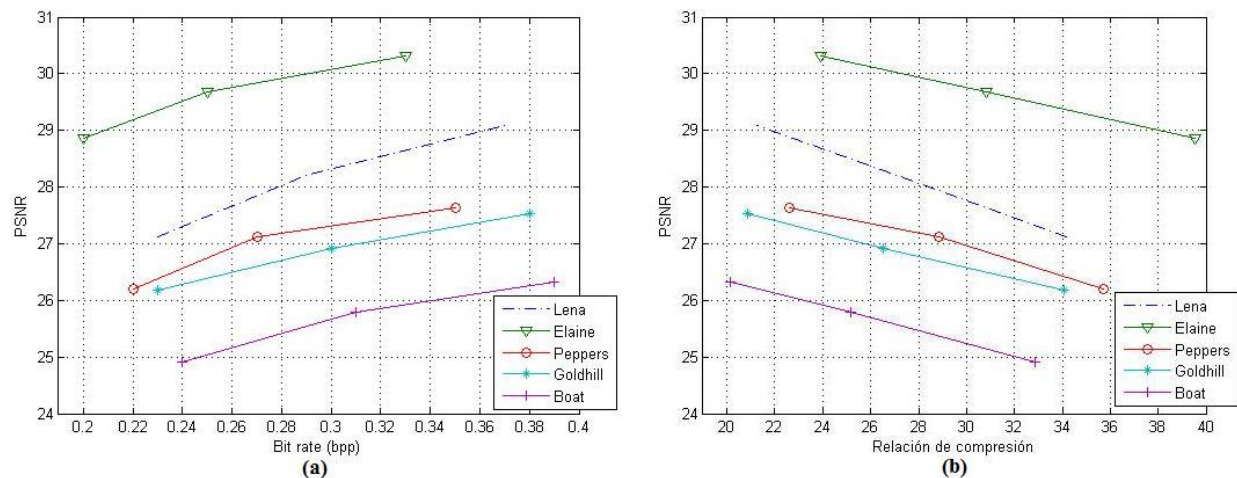 31
30
29
28
27
26
25
24
PSNR
0.2 0.22 0.24 0.26 0.28 0.3 0.32 0.34 0.36 0.38 0.4
Bit rate (bpp)
(a)
Lena
Elaine
Peppers
Goldhill
Boat
31
30
29
28
27
26
25
24
PSNR
20 22 24 26 28 30 32 34 36 38 40
Relación de compresión
(b)
Lena
Elaine
Peppers
Goldhill
Boat